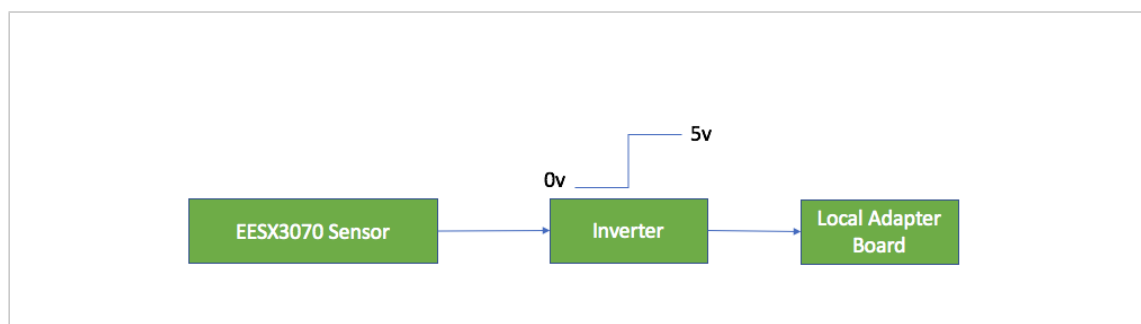 5v
0v
EESX3070 Sensor
Inverter
Local Adapter
Board